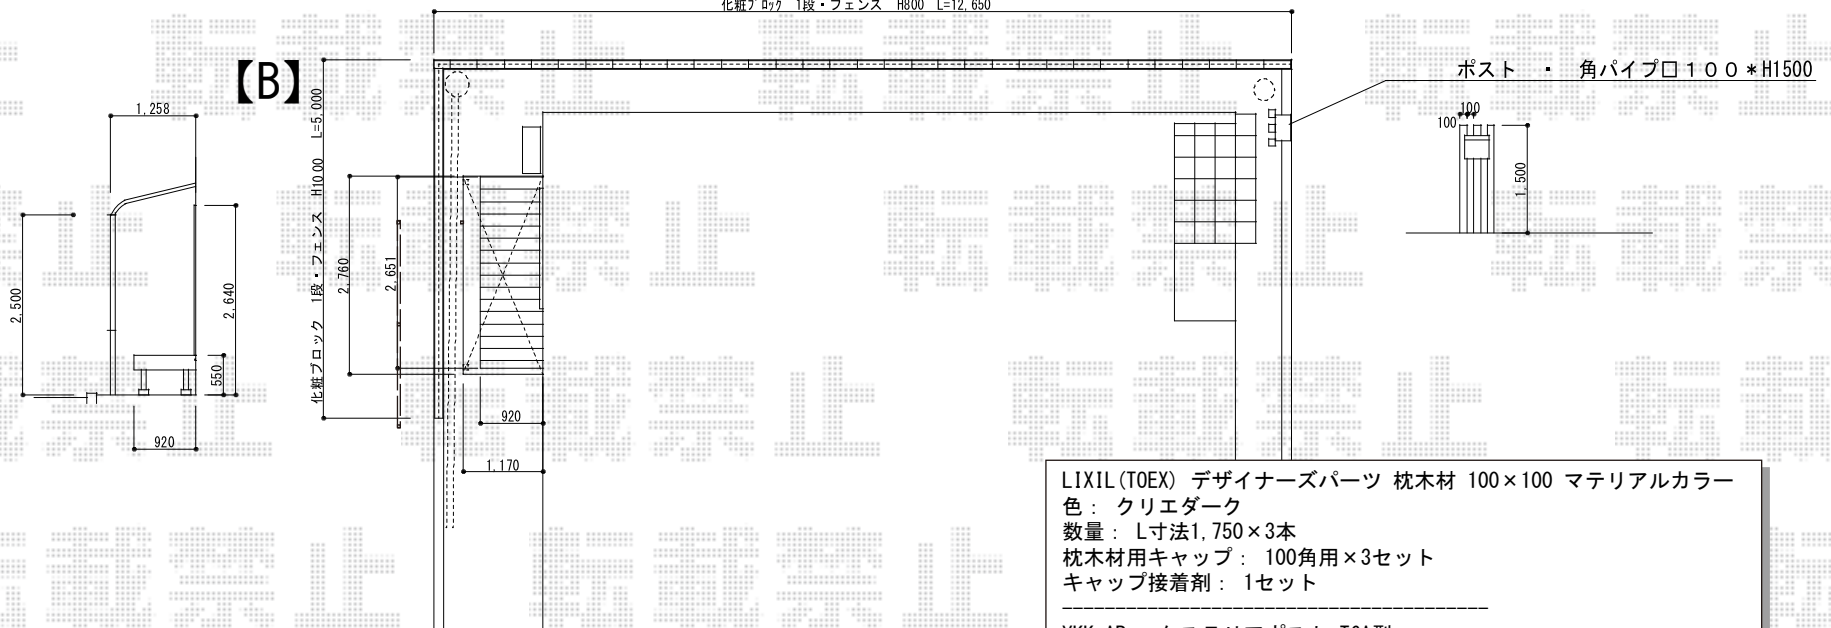 化粧ブロック 1段・フェンス H800 L=12,650
【B】
ポスト ・ 角パイプ□100*H1500
1,258
100
100
1,500
2,500
2,640
550
920
化粧ブロック 1段・フェンス H1000 L=5,000
2,760
2,651
920
1,170
LIXIL(TOEX) デザイナーズパーツ 枕木材 100×100 マテリアルカラー
色： クリエダーク
数量： L寸法1,750×3本
枕木材用キャップ： 100角用×3セット
キャップ接着剤： 1セット
転載禁止